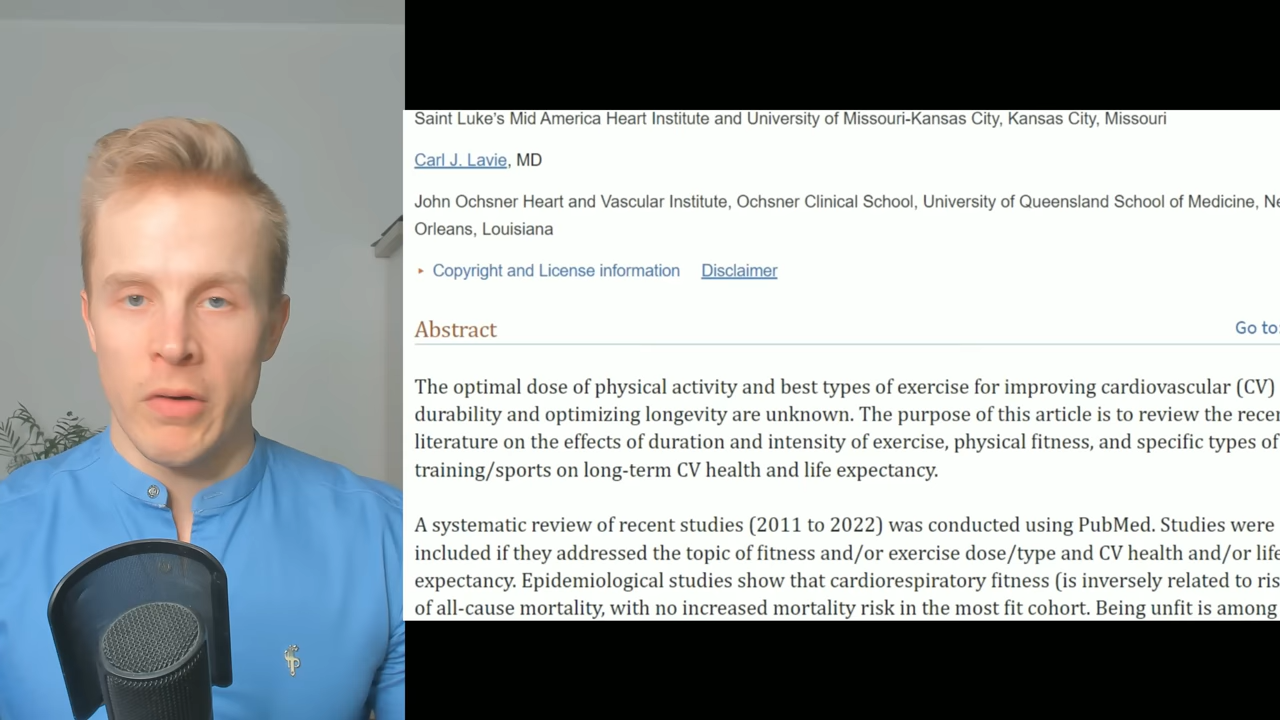 Saint Luke's Mid America Heart Institute and University of Missouri-Kansas City, Kansas City, Missouri
Carl J. Lavie, MD
John Ochsner Heart and Vascular Institute, Ochsner Clinical School, University of Queensland School of Medicine, Ne
Orleans, Louisiana
Copyright and License information Disclaimer
Abstract Go to:
The optimal dose of physical activity and best types of exercise for improving cardiovascular (CV)
durability and optimizing longevity are unknown. The purpose of this article is to review the recen
literature on the effects of duration and intensity of exercise, physical fitness, and specific types of
training/sports on long-term CV health and life expectancy.
A systematic review of recent studies (2011 to 2022) was conducted using PubMed. Studies were
included if they addressed the topic of fitness and/or exercise dose/type and CV health and/or life
expectancy. Epidemiological studies show that cardiorespiratory fitness (is inversely related to ris
of all-cause mortality, with no increased mortality risk in the most fit cohort. Being unfit is among